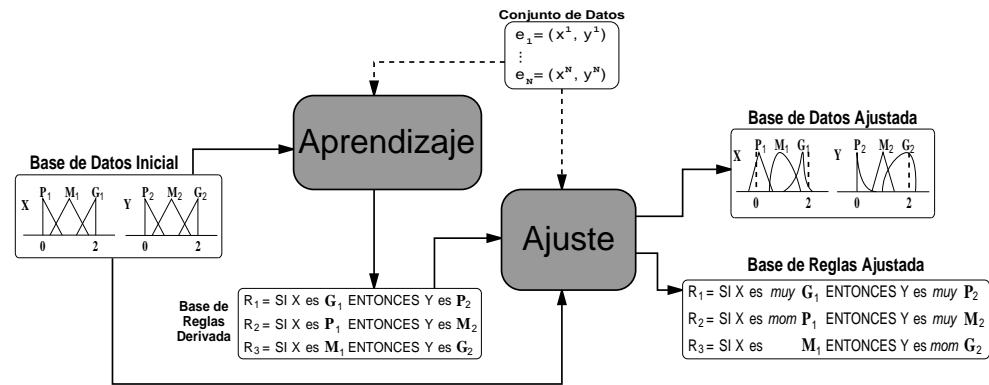 Conjunto de Datos
e₁=(x¹, y¹)
⋮
e_N=(x^N, y^N)
Aprendizaje
Base de Datos Inicial
X P₁ M₁ G₁ Y P₂ M₂ G₂
0 2 0 2
Base de Datos Ajustada
X P₁ M₁ G₁ Y P₂ M₂ G₂
0 2 0 2
Ajuste
Base de Reglas Derivada
R₁ = SI X es G₁ ENTONCES Y es P₂
R₂ = SI X es P₁ ENTONCES Y es M₂
R₃ = SI X es M₁ ENTONCES Y es G₂
Base de Reglas Ajustada
R₁ = SI X es muy G₁ ENTONCES Y es muy P₂
R₂ = SI X es mom P₁ ENTONCES Y es muy M₂
R₃ = SI X es M₁ ENTONCES Y es mom G₂